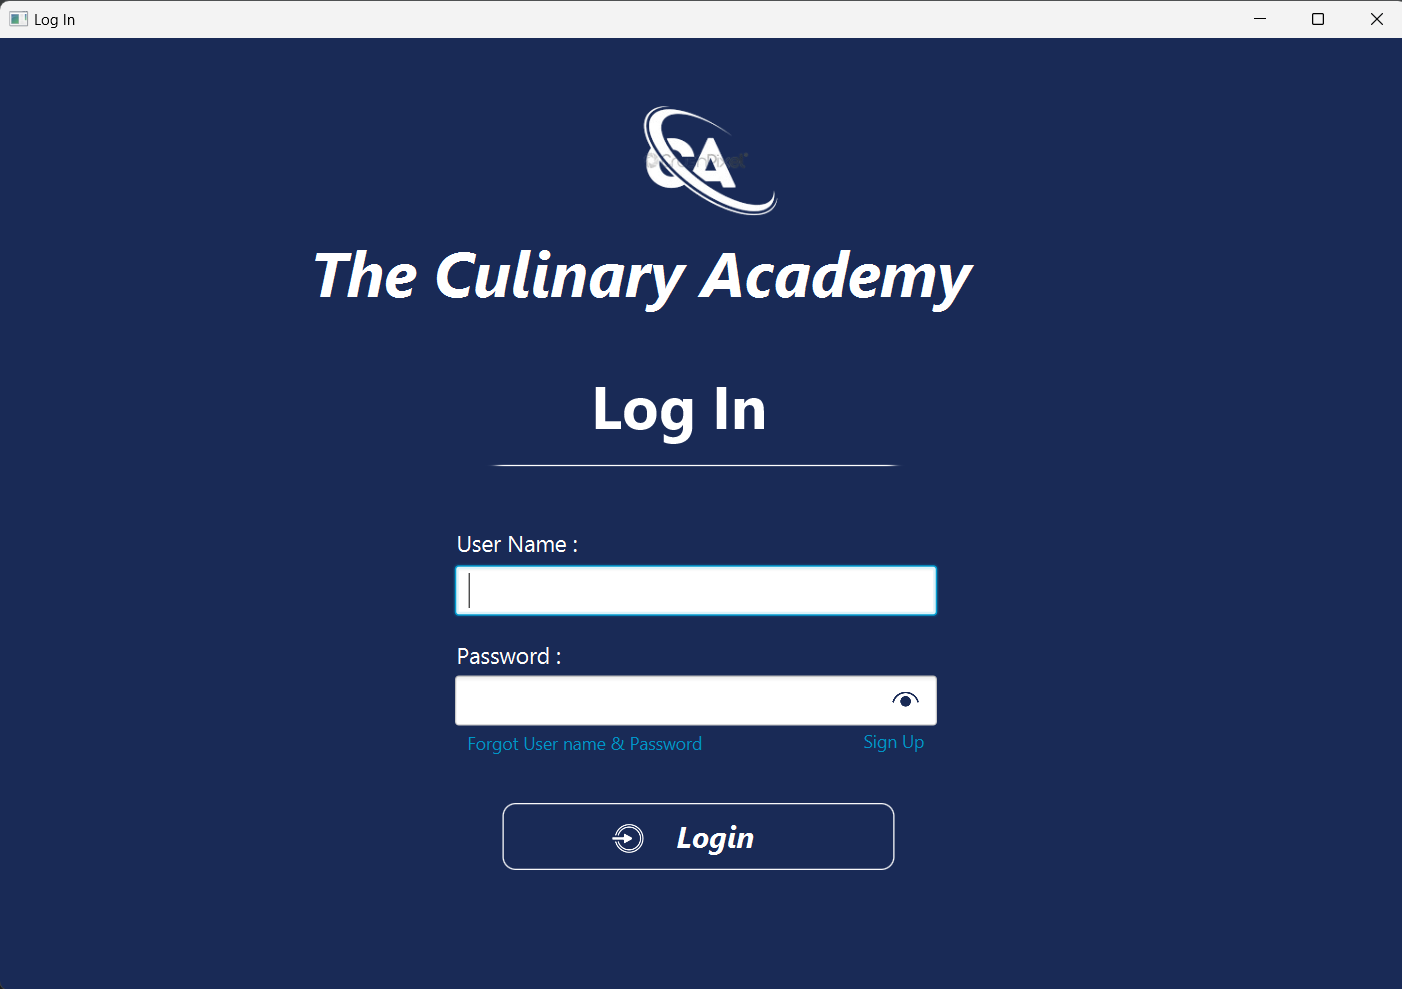 Log In
CA
The Culinary Academy
Log In
User Name :
Password :
Forgot User name & Password
Sign Up
Login